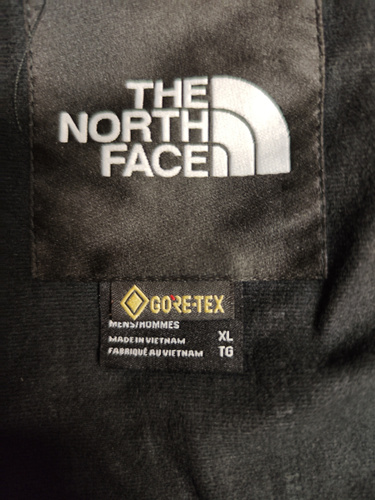 THE
NORTH
FACE
GORE-TEX
MENS/HOMMES
MADE IN VIETNAM XL
FABRIQUÉ AU VIETNAM TG